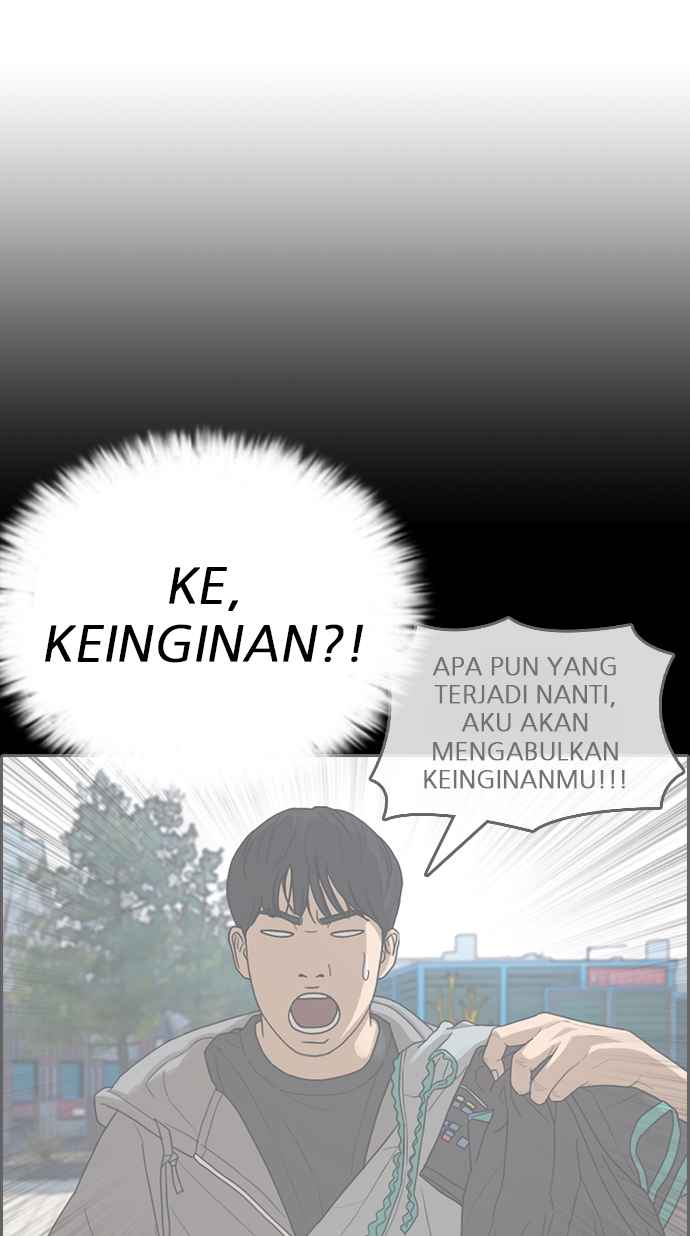 KE,
KEINGINAN?!
APA PUN YANG
TERJADI NANTI,
AKU AKAN
MENGABULKAN
KEINGINANMU!!!